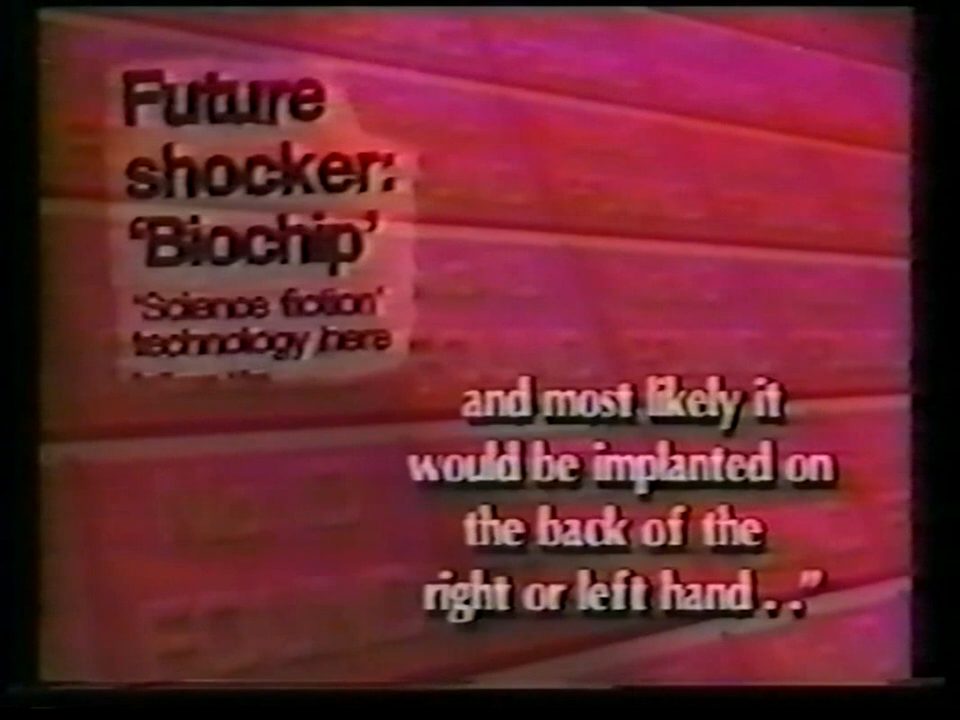 Future
shocker:
‘Biochip’
‘Science fiction’
technology here
and most likely it
would be implanted on
the back of the
right or left hand . .”